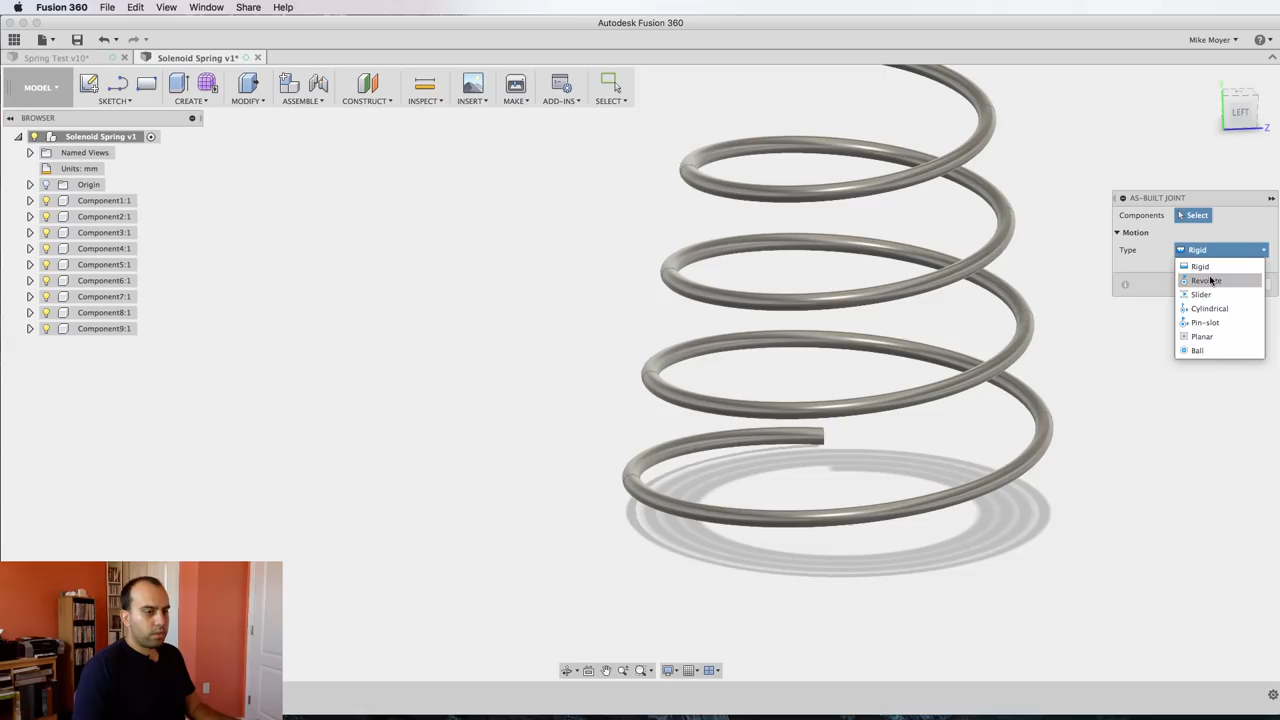 Fusion 360 File Edit View Window Share Help
Autodesk Fusion 360
Mike Moyer
Spring Test v10*
Solenoid Spring v1*
MODEL
SKETCH CREATE MODIFY ASSEMBLE CONSTRUCT INSPECT INSERT MAKE ADD-INS SELECT
BROWSER
Solenoid Spring v1
Named Views
Units: mm
Origin
Component1:1
Component2:1
Component3:1
Component4:1
Component5:1
Component6:1
Component7:1
Component8:1
Component9:1
LEFT
Z
AS-BUILT JOINT
Components Select
Motion
Type Rigid
Rigid
Revolute
Slider
Cylindrical
Pin-slot
Planar
Ball